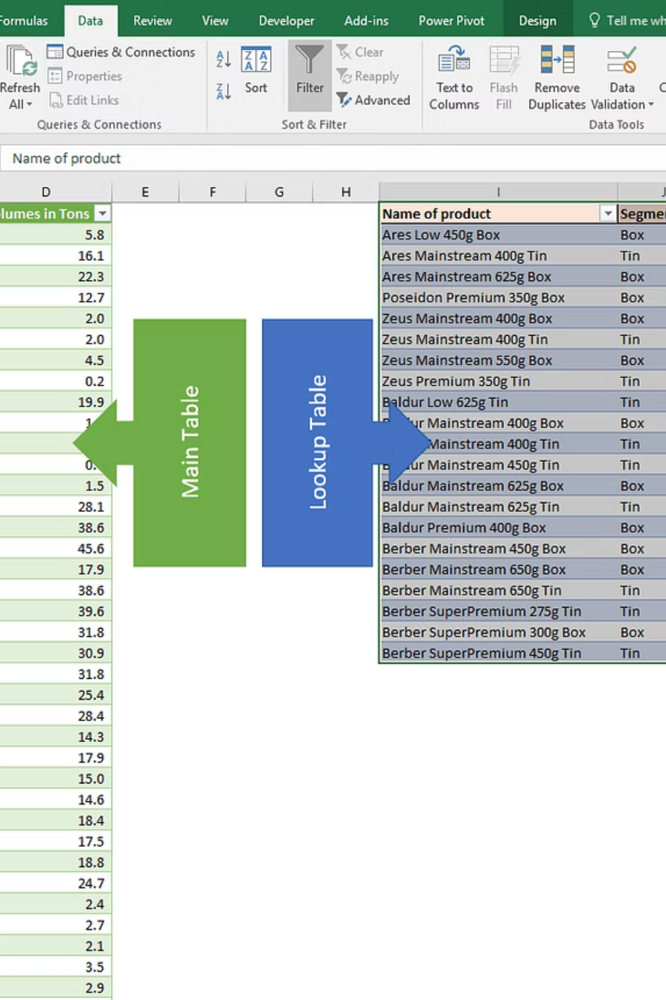 Formulas Data Review View Developer Add-ins Power Pivot Design Tell me wh
Refresh
All
Queries & Connections
Properties
Edit Links
Queries & Connections
Sort
Filter
Clear
Reapply
Advanced
Sort & Filter
Text to
Columns
Flash
Fill
Remove
Duplicates
Data
Validation
Data Tools
Name of product
D E F G H I J
lumes in Tons
5.8
16.1
22.3
12.7
2.0
2.0
4.5
0.2
19.9
1.5
28.1
38.6
45.6
17.9
38.6
39.6
31.8
30.9
31.8
25.4
28.4
14.3
17.9
15.0
14.6
18.4
17.5
18.8
24.7
2.4
2.7
2.1
3.5
2.9
Main Table
Lookup Table
Name of product Segme
Ares Low 450g Box Box
Ares Mainstream 400g Tin Tin
Ares Mainstream 625g Box Box
Poseidon Premium 350g Box Box
Zeus Mainstream 400g Box Box
Zeus Mainstream 400g Tin Tin
Zeus Mainstream 550g Box Box
Zeus Premium 350g Tin Tin
Baldur Low 625g Tin Tin
ur Mainstream 400g Box Box
Mainstream 400g Tin Tin
ur Mainstream 450g Tin Tin
Baldur Mainstream 625g Box Box
Baldur Mainstream 625g Tin Tin
Baldur Premium 400g Box Box
Berber Mainstream 450g Box Box
Berber Mainstream 650g Box Box
Berber Mainstream 650g Tin Tin
Berber SuperPremium 275g Tin Tin
Berber SuperPremium 300g Box Box
Berber SuperPremium 450g Tin Tin